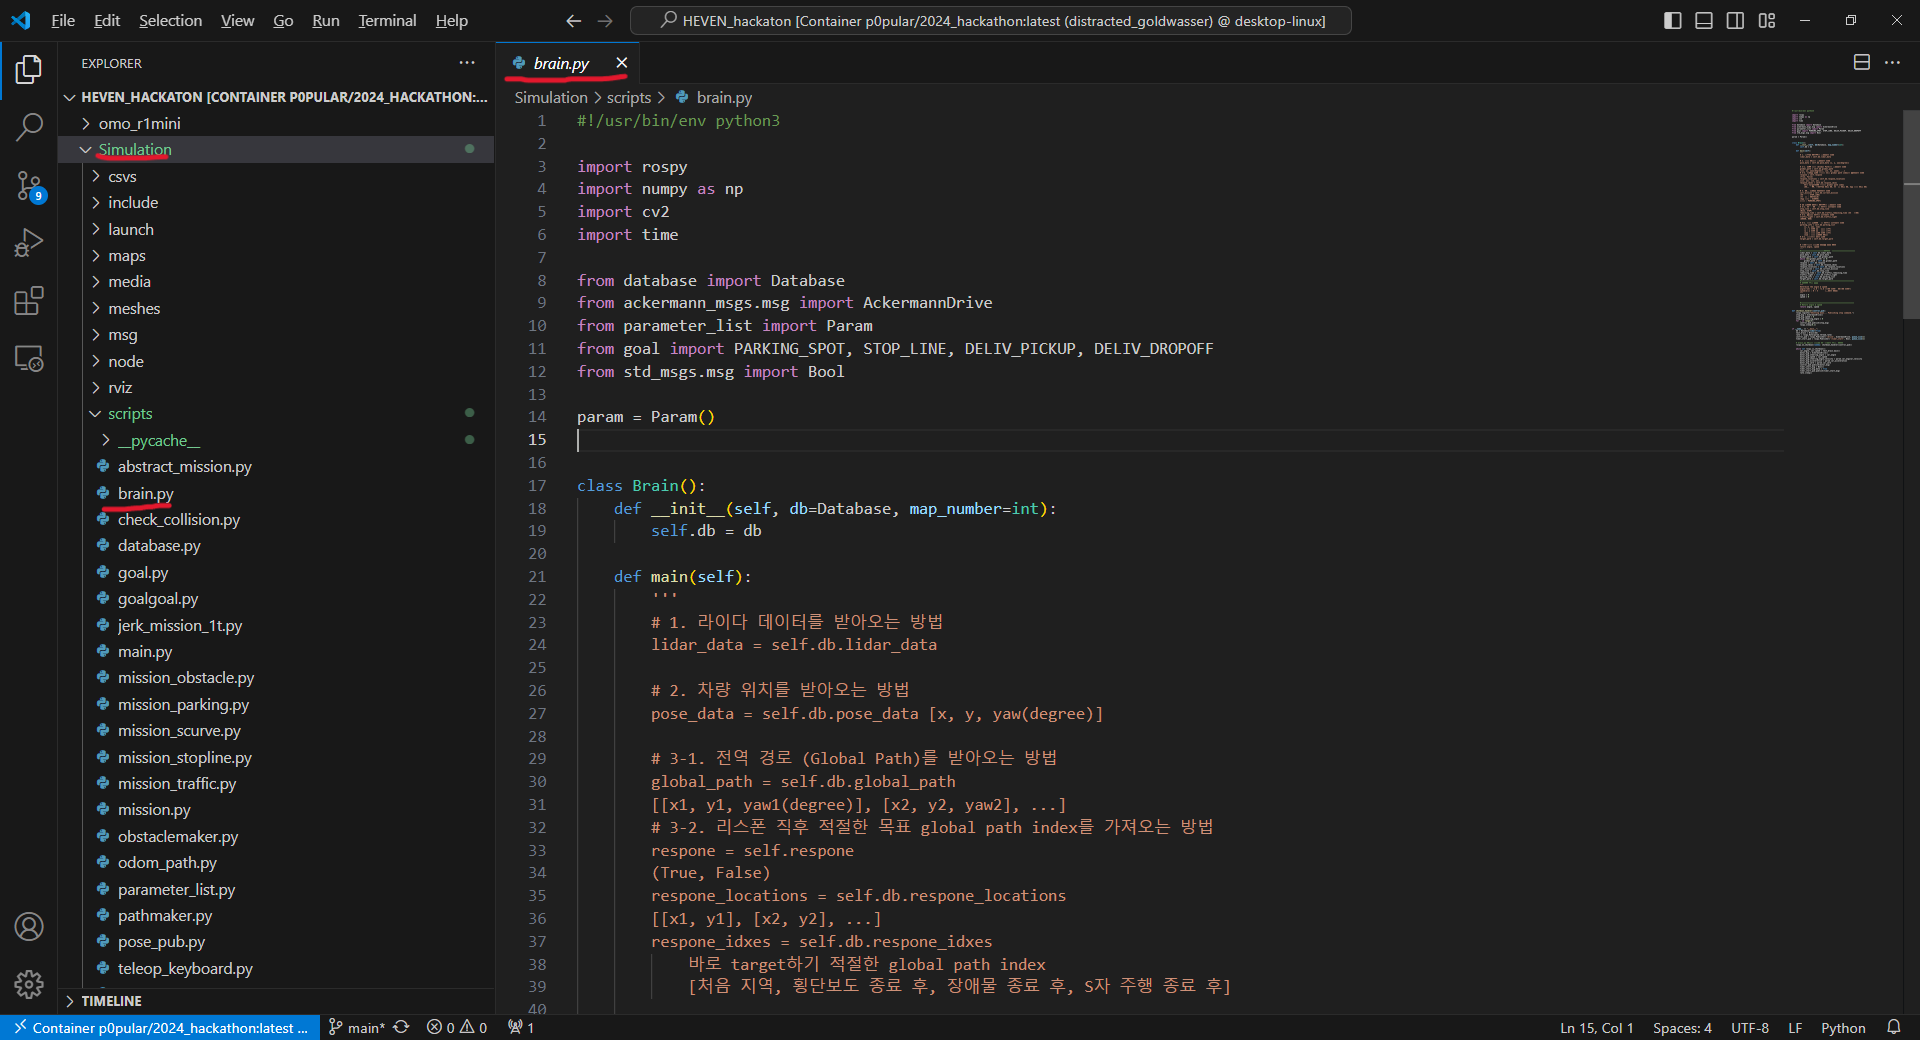 File Edit Selection View Go Run Terminal Help
HEVEN_hackaton [Container p0pular/2024_hackathon:latest (distracted_goldwasser) @ desktop-linux]
EXPLORER
HEVEN_HACKATON [CONTAINER P0PULAR/2024_HACKATHON:...
omo_r1mini
Simulation
csvs
include
launch
maps
media
meshes
msg
node
rviz
scripts
__pycache__
abstract_mission.py
brain.py
check_collision.py
database.py
goal.py
goalgoal.py
jerk_mission_1t.py
main.py
mission_obstacle.py
mission_parking.py
mission_scurve.py
mission_stopline.py
mission_traffic.py
mission.py
obstaclemaker.py
odom_path.py
parameter_list.py
pathmaker.py
pose_pub.py
teleop_keyboard.py
TIMELINE
9
brain.py
Simulation > scripts > brain.py
1 #!/usr/bin/env python3
2
3 import rospy
4 import numpy as np
5 import cv2
6 import time
7
8 from database import Database
9 from ackermann_msgs.msg import AckermannDrive
10 from parameter_list import Param
11 from goal import PARKING_SPOT, STOP_LINE, DELIV_PICKUP, DELIV_DROPOFF
12 from std_msgs.msg import Bool
13
14 param = Param()
15
16
17 class Brain():
18 def __init__(self, db=Database, map_number=int):
19 self.db = db
20
21 def main(self):
22 '''
23 # 1. 라이다 데이터를 받아오는 방법
24 lidar_data = self.db.lidar_data
25
26 # 2. 차량 위치를 받아오는 방법
27 pose_data = self.db.pose_data [x, y, yaw(degree)]
28
29 # 3-1. 전역 경로 (Global Path)를 받아오는 방법
30 global_path = self.db.global_path
31 [[x1, y1, yaw1(degree)], [x2, y2, yaw2], ...]
32 # 3-2. 리스폰 직후 적절한 목표 global path index를 가져오는 방법
33 respone = self.respone
34 (True, False)
35 respone_locations = self.db.respone_locations
36 [[x1, y1], [x2, y2], ...]
37 respone_idxes = self.db.respone_idxes
38 바로 target하기 적절한 global path index
39 [처음 지역, 횡단보도 종료 후, 장애물 종료 후, S자 주행 종료 후]
40
Container p0pular/2024_hackathon:latest ... main* 0 0 1
Ln 15, Col 1 Spaces: 4 UTF-8 LF Python